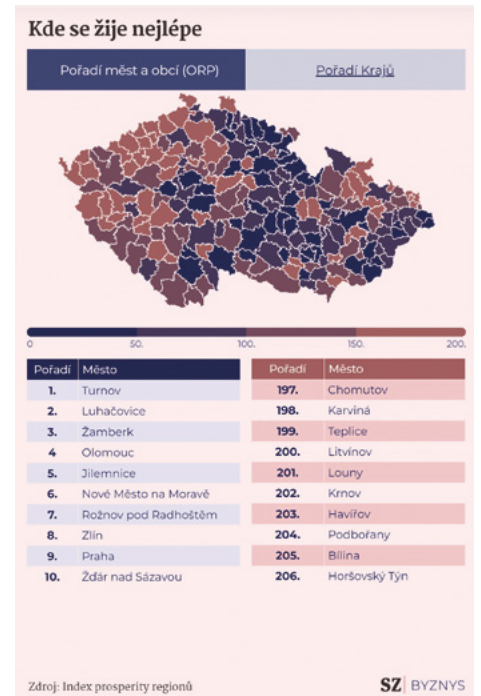 Kde se žije nejlépe
Pořadí měst a obcí (ORP) Pořadí Krajů
0 50. 100. 150. 200.
Pořadí Město
1. Turnov
2. Luhačovice
3. Žamberk
4 Olomouc
5. Jilemnice
6. Nové Město na Moravě
7. Rožnov pod Radhoštěm
8. Zlín
9. Praha
10. Žďár nad Sázavou
Pořadí Město
197. Chomutov
198. Karviná
199. Teplice
200. Litvínov
201. Louny
202. Krnov
203. Havířov
204. Podbořany
205. Bílina
206. Horšovský Týn
Zdroj: Index prosperity regionů
SZ BYZNYS